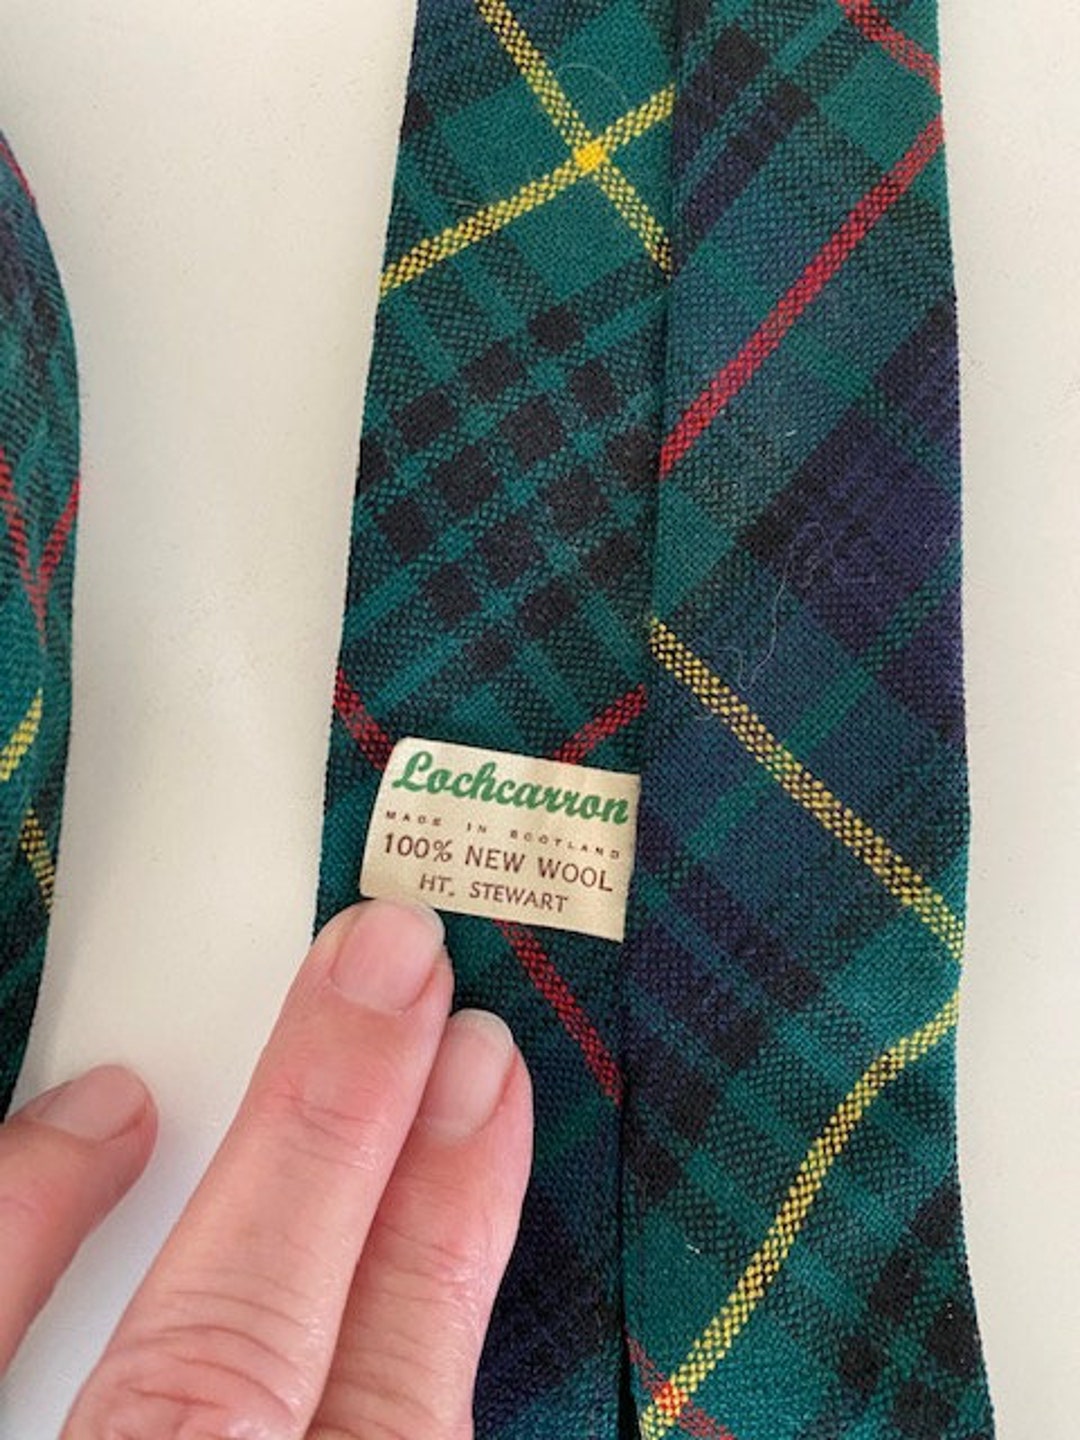 Lochcarron
MADE IN SCOTLAND
100% NEW WOOL
HT. STEWART